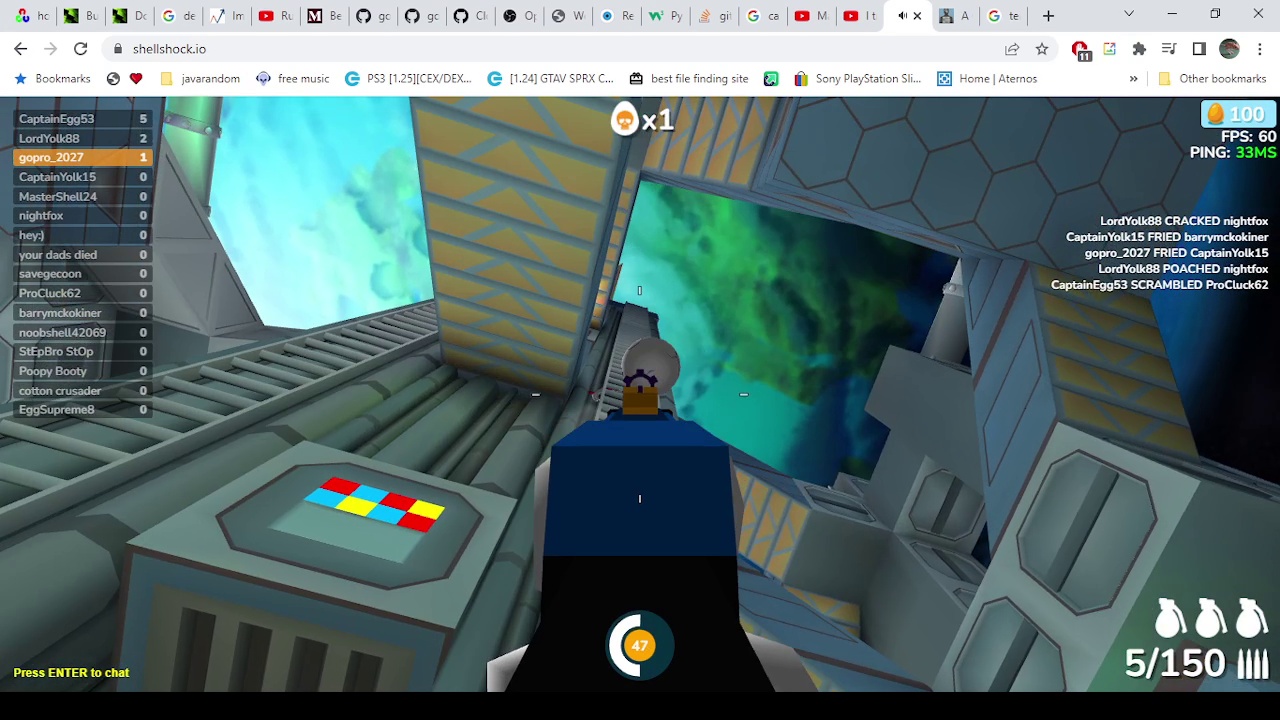 hc
Bu
Do
de
Im
Ru
Be
gc
gc
Cli
Op
W
Re
Py
git
ca
M
I t
A
te
shellshock.io
11
Bookmarks
javarandom
free music
PS3 [1.25][CEX/DEX...
[1.24] GTAV SPRX C...
best file finding site
Sony PlayStation Sli...
Home | Aternos
»
Other bookmarks
CaptainEgg53 5
LordYolk88 2
gopro_2027 1
CaptainYolk15 0
MasterShell24 0
nightfox 0
hey:) 0
your dads died 0
savegecoon 0
ProCluck62 0
barrymckokiner 0
noobshell42069 0
StEpBro StOp 0
Poopy Booty 0
cotton crusader 0
EggSupreme8 0
x1
100
FPS: 60
PING: 33MS
LordYolk88 CRACKED nightfox
CaptainYolk15 FRIED barrymckokiner
gopro_2027 FRIED CaptainYolk15
LordYolk88 POACHED nightfox
CaptainEgg53 SCRAMBLED ProCluck62
47
Press ENTER to chat
5/150